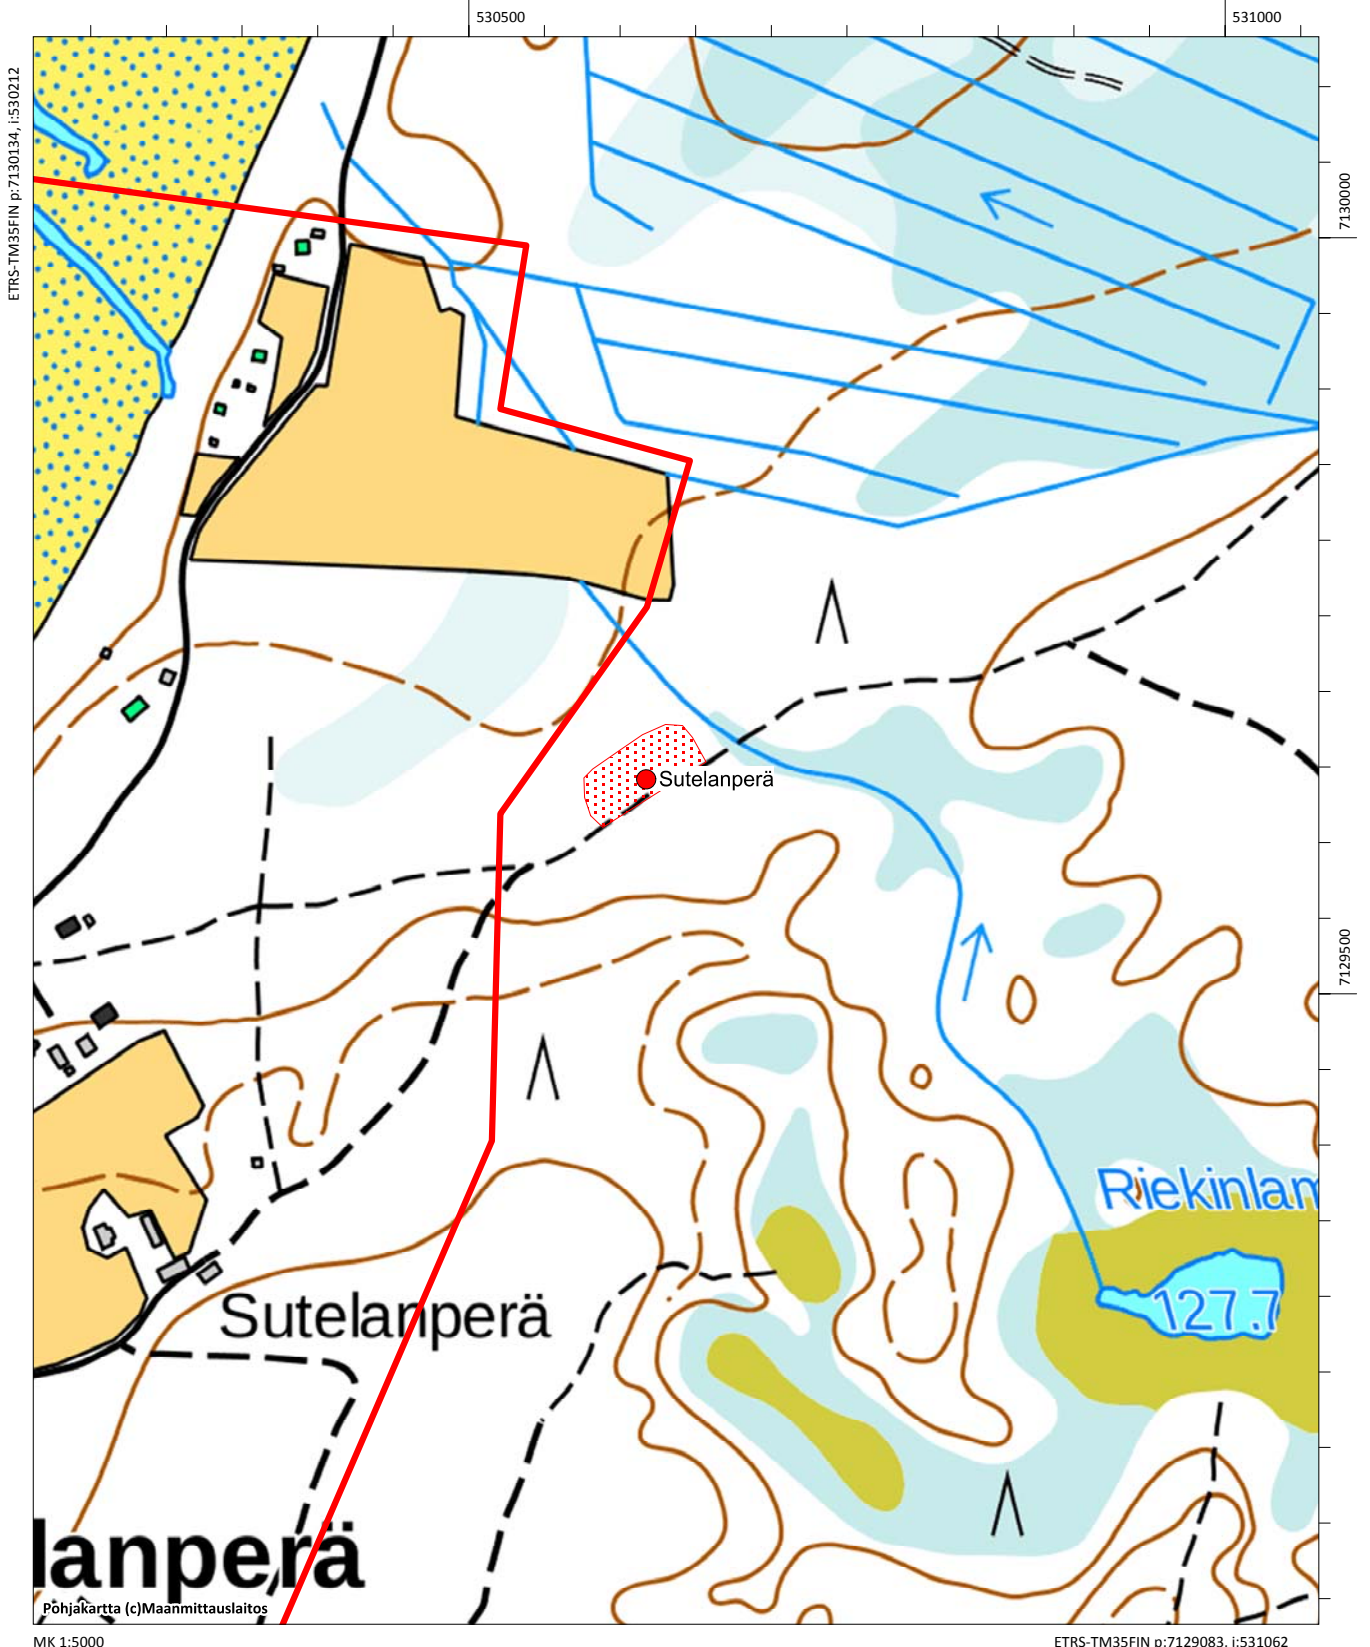 530500
531000
ETRS-TM35FIN p:7130134, i:530212
7130000
Sutelanperä
7129500
Riekinlam
127.7
Sutelanperä
lanperä
Pohjakartta (c)Maanmittauslaitos
MK 1:5000
ETRS-TM35FIN p:7129083, i:531062